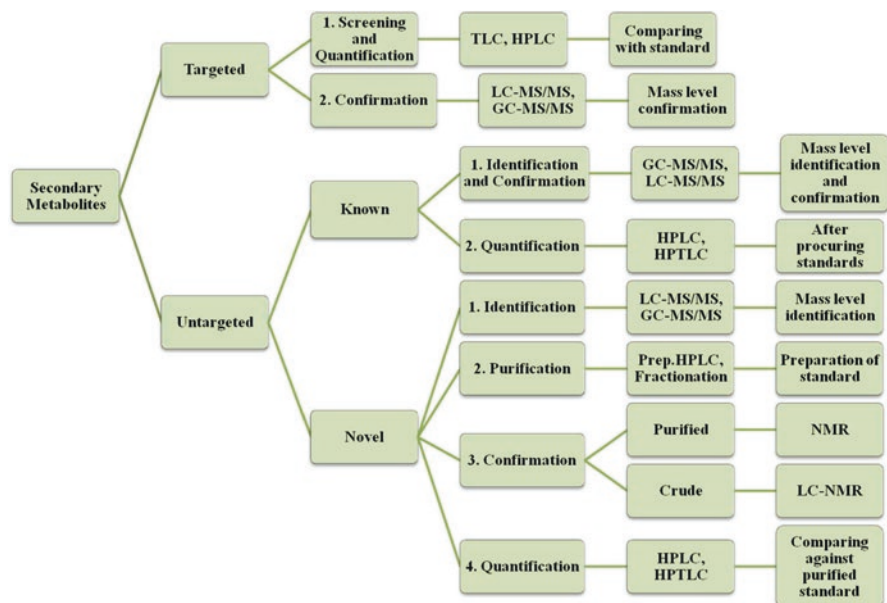 Secondary
Metabolites
Targeted
1. Screening
and
Quantification
TLC, HPLC
Comparing
with standard
2. Confirmation
LC-MS/MS,
GC-MS/MS
Mass level
confirmation
Untargeted
Known
1. Identification
and Confirmation
GC-MS/MS,
LC-MS/MS
Mass level
identification
and
confirmation
2. Quantification
HPLC,
HPTLC
After
procuring
standards
Novel
1. Identification
LC-MS/MS,
GC-MS/MS
Mass level
identification
2. Purification
Prep.HPLC,
Fractionation
Preparation of
standard
3. Confirmation
Purified
NMR
Crude
LC-NMR
4. Quantification
HPLC,
HPTLC
Comparing
against
purified
standard